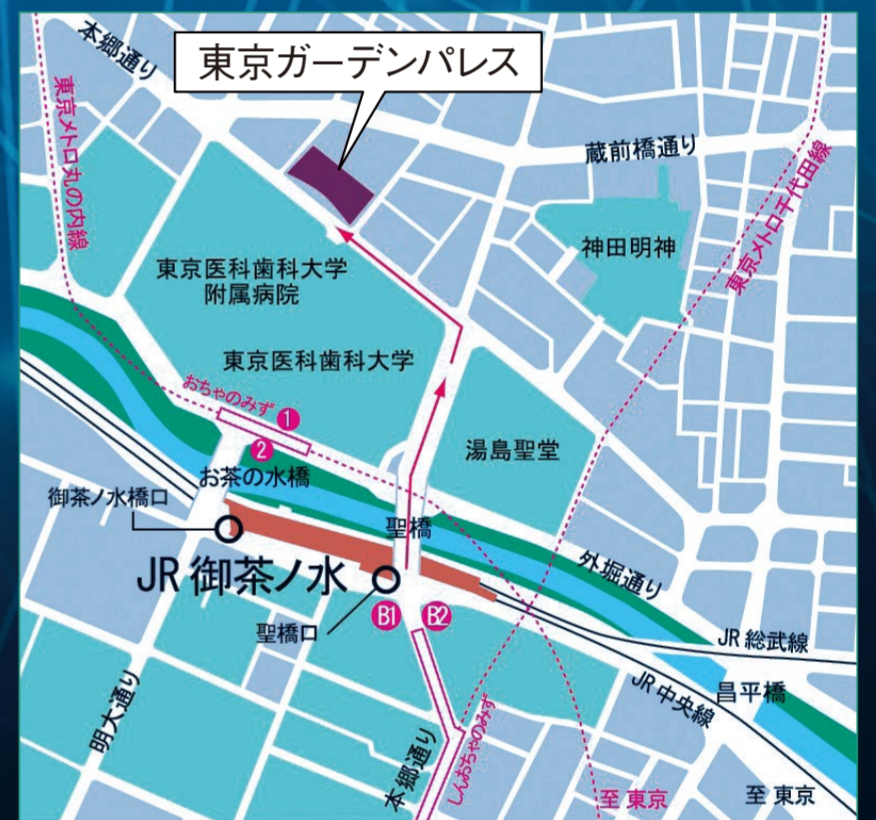 本郷通り
東京ガーデンパレス
東京メトロ丸の内線
蔵前橋通り
東京メトロ千代田線
神田明神
東京医科歯科大学
附属病院
東京医科歯科大学
おちゃのみず
1
2
湯島聖堂
お茶の水橋
御茶ノ水橋口
聖橋
JR 御茶ノ水
外堀通り
B1
B2
聖橋口
JR 総武線
昌平橋
JR 中央線
明大通り
本郷通り
しんおちゃのみず
至 東京
至 東京